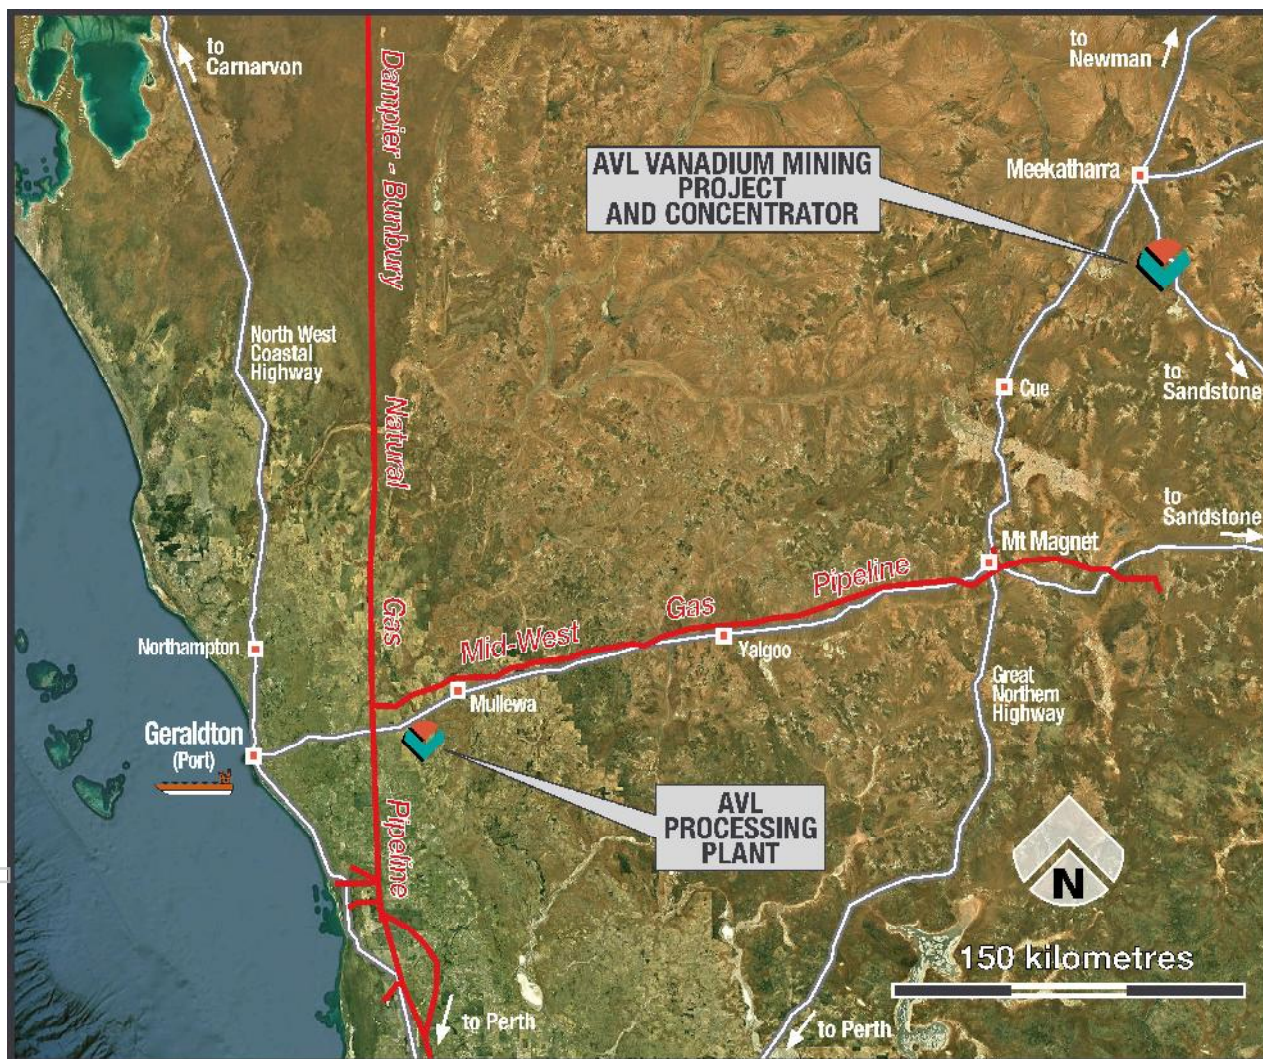 to
Carnarvon
to
Newman
Dampier - Bunbury Natural Gas Pipeline
AVL VANADIUM MINING
PROJECT
AND CONCENTRATOR
Meekatharra
North West
Coastal
Highway
Cue
to
Sandstone
to
Sandstone
Mt Magnet
Mid-West Gas Pipeline
Northampton
Yalgoo
Mullewa
Great
Northern
Highway
Geraldton
(Port)
AVL
PROCESSING
PLANT
N
150 kilometres
to Perth
to Perth